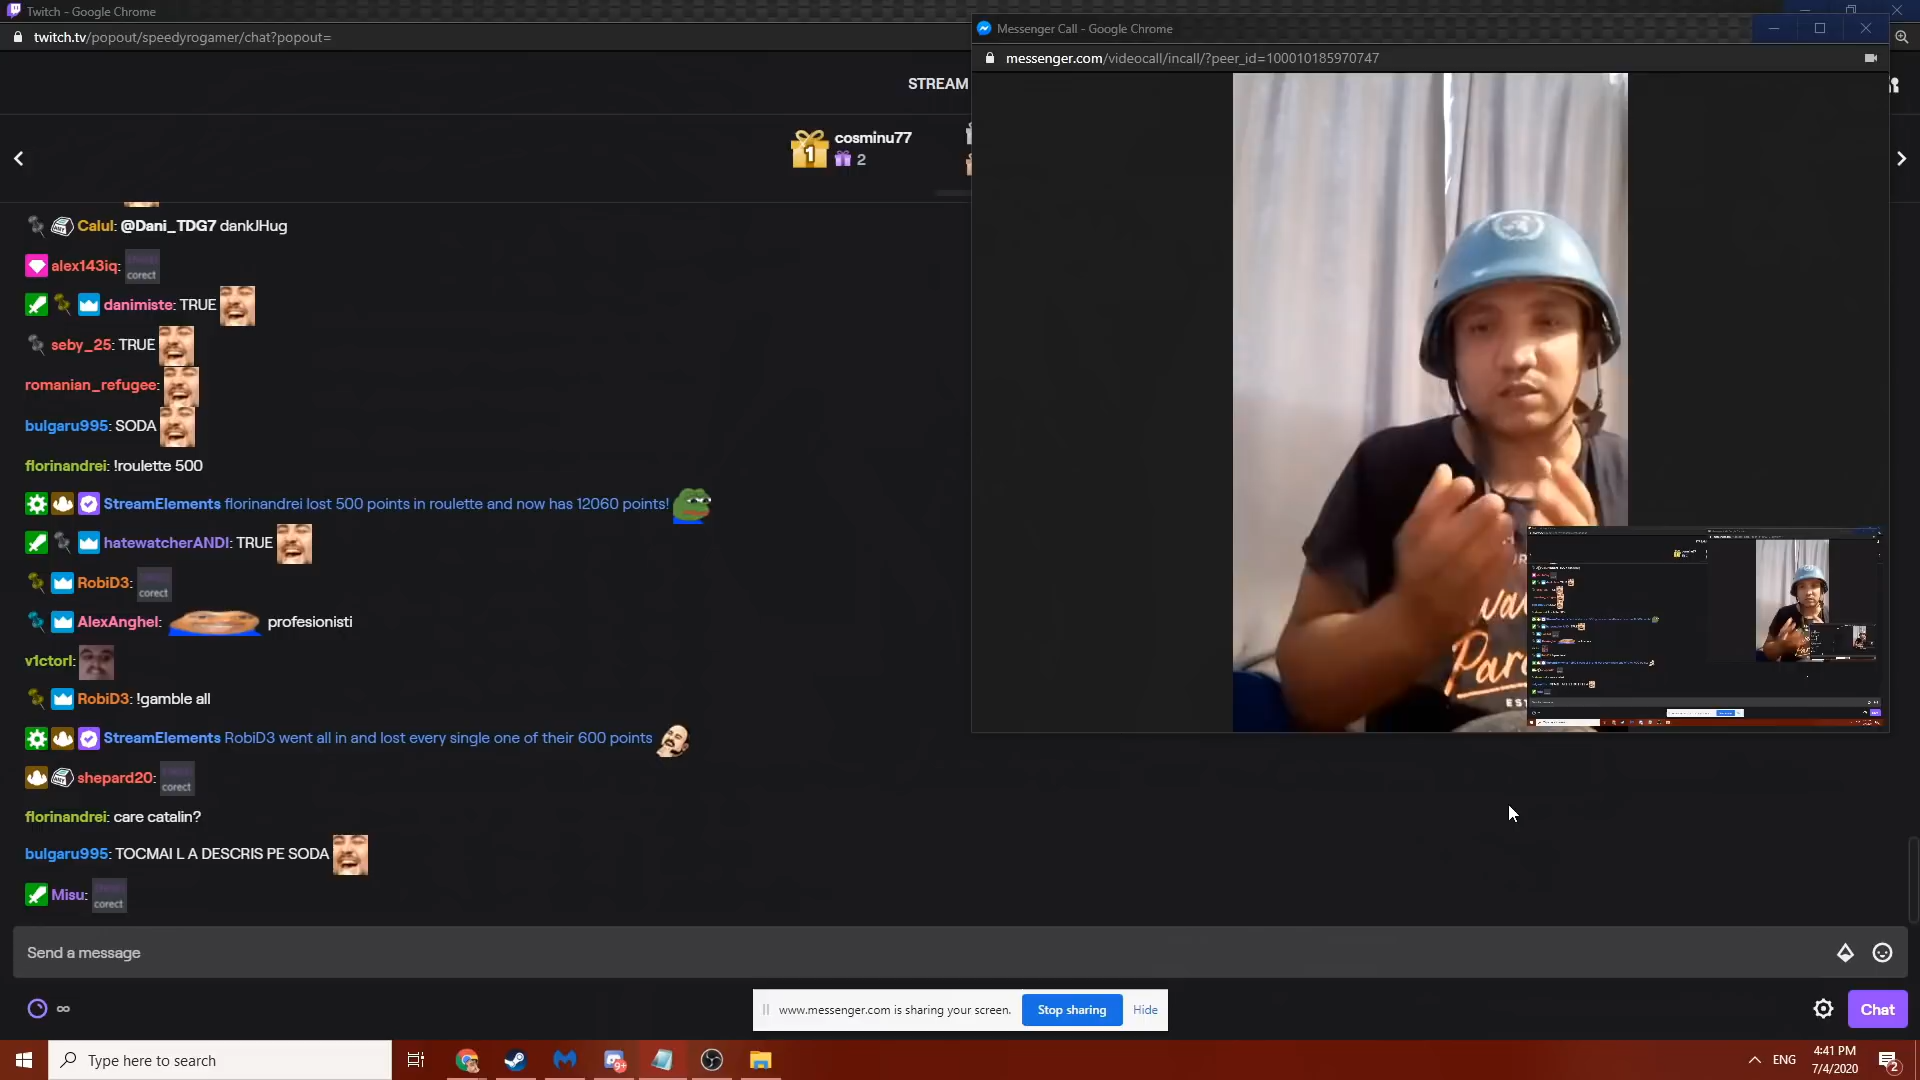 Twitch - Google Chrome
twitch.tv/popout/speedyrogamer/chat?popout=
Messenger Call - Google Chrome
messenger.com/videocall/incall/?peer_id=100010185970747
STREAM
1
cosminu77
2
Calul: @Dani_TDG7 dankJHug
alex143iq: corect
danimiste: TRUE
seby_25: TRUE
romanian_refugee:
bulgaru995: SODA
florinandrei: !roulette 500
StreamElements florinandrei lost 500 points in roulette and now has 12060 points!
hatewatcherANDI: TRUE
RobiD3: corect
AlexAnghel: profesionisti
v1ctorl:
RobiD3: !gamble all
StreamElements RobiD3 went all in and lost every single one of their 600 points
shepard20: corect
florinandrei: care catalin?
bulgaru995: TOCMAI L A DESCRIS PE SODA
Misu: corect
Send a message
∞
www.messenger.com is sharing your screen.
Stop sharing
Hide
Chat
Type here to search
9+
ENG
4:41 PM
7/4/2020
2